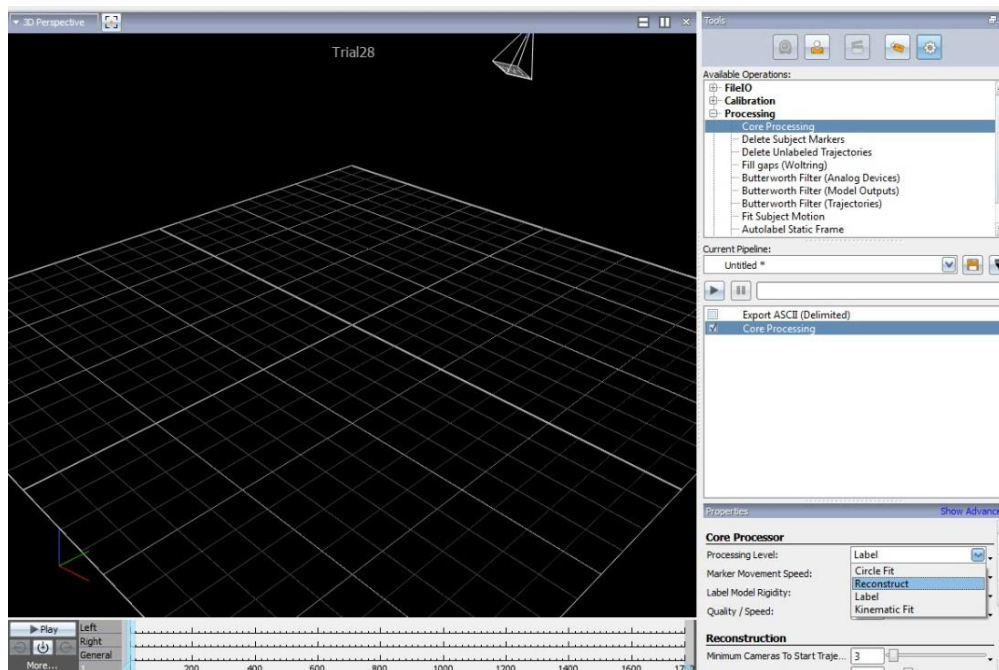 3D Perspective
Trial28
Tools
Available Operations:
FileIO
Calibration
Processing
Core Processing
Delete Subject Markers
Delete Unlabeled Trajectories
Fill gaps (Woltring)
Butterworth Filter (Analog Devices)
Butterworth Filter (Model Outputs)
Butterworth Filter (Trajectories)
Fit Subject Motion
Autolabel Static Frame
Current Pipeline:
Untitled *
Export ASCII (Delimited)
Core Processing
Properties Show Advance
Core Processor
Processing Level: Label
Marker Movement Speed: Circle Fit
Reconstruct
Label Model Rigidity: Label
Quality / Speed: Kinematic Fit
Reconstruction
Minimum Cameras To Start Traje... 3
Play Left
Right
General
More... 1 200 400 600 800 1000 1200 1400 1600